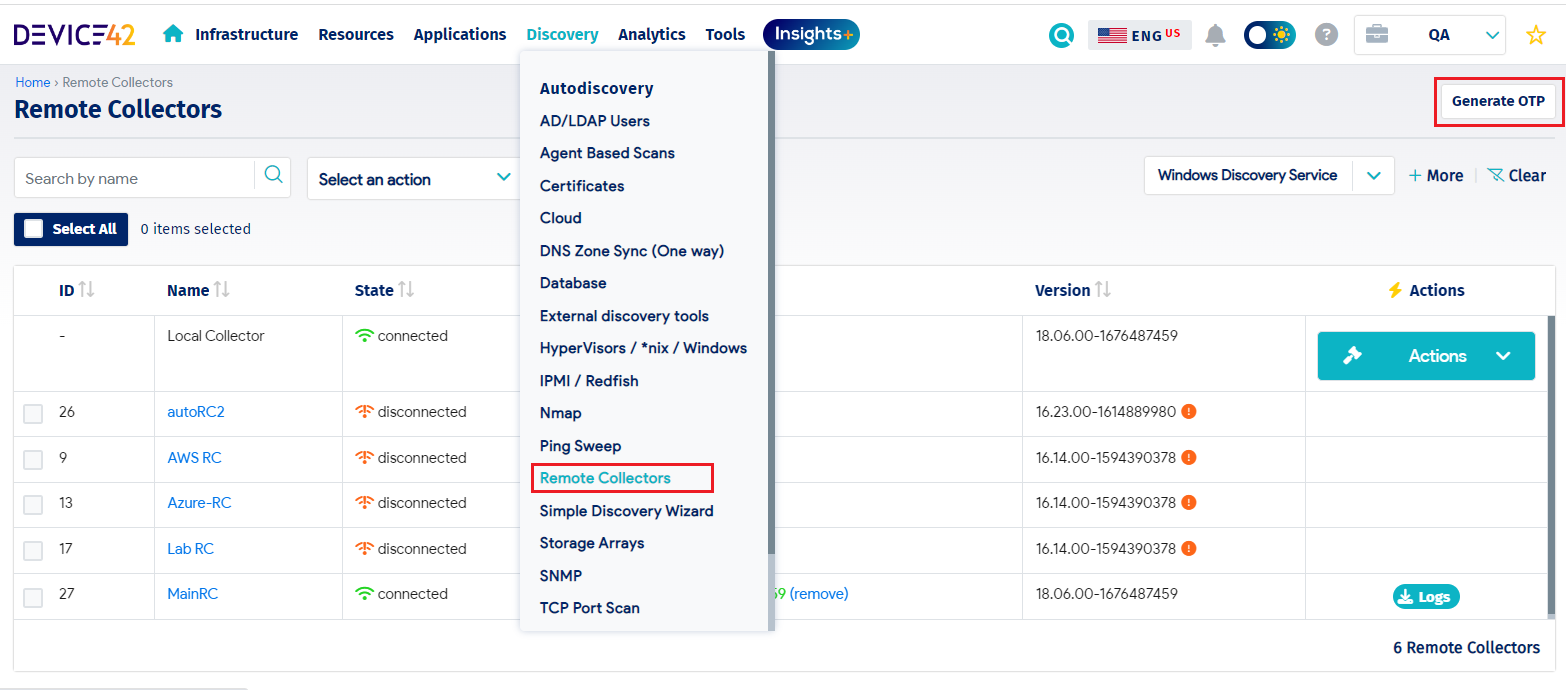 DEVICE42 Infrastructure Resources Applications Discovery Analytics Tools Insights+ ENG US ? QA
Home › Remote Collectors
Remote Collectors
Generate OTP
Autodiscovery
AD/LDAP Users
Agent Based Scans
Certificates
Cloud
DNS Zone Sync (One way)
Database
External discovery tools
HyperVisors / *nix / Windows
IPMI / Redfish
Nmap
Ping Sweep
Remote Collectors
Simple Discovery Wizard
Storage Arrays
SNMP
TCP Port Scan
Search by name Select an action Windows Discovery Service + More Clear
Select All 0 items selected
ID Name State Version Actions
- Local Collector connected 18.06.00-1676487459 Actions
26 autoRC2 disconnected 16.23.00-1614889980
9 AWS RC disconnected 16.14.00-1594390378
13 Azure-RC disconnected 16.14.00-1594390378
17 Lab RC disconnected 16.14.00-1594390378
27 MainRC connected 59 (remove) 18.06.00-1676487459 Logs
6 Remote Collectors